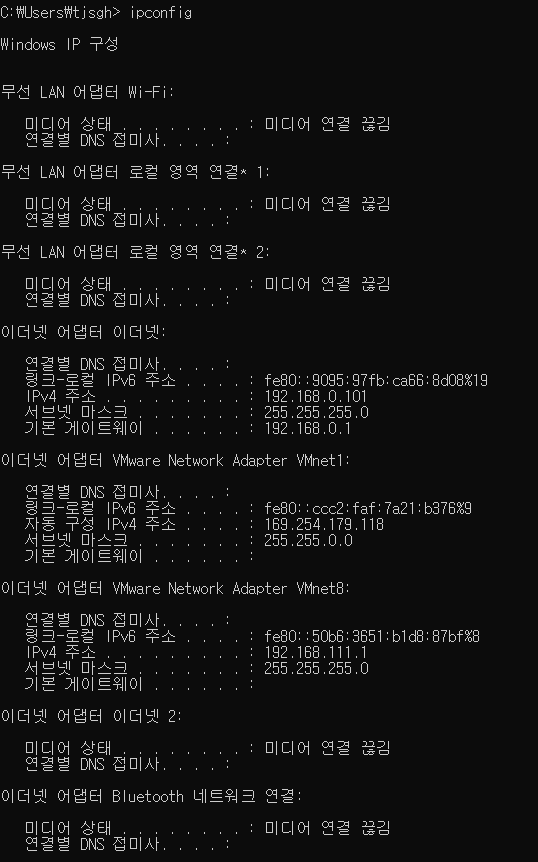 C:\Users\tjsgh> ipconfig
Windows IP 구성
무선 LAN 어댑터 Wi-Fi:
미디어 상태 . . . . . . . . : 미디어 연결 끊김
연결별 DNS 접미사. . . . :
무선 LAN 어댑터 로컬 영역 연결* 1:
미디어 상태 . . . . . . . . : 미디어 연결 끊김
연결별 DNS 접미사. . . . :
무선 LAN 어댑터 로컬 영역 연결* 2:
미디어 상태 . . . . . . . . : 미디어 연결 끊김
연결별 DNS 접미사. . . . :
이더넷 어댑터 이더넷:
연결별 DNS 접미사. . . . :
링크-로컬 IPv6 주소 . . . . : fe80::9095:97fb:ca66:8d08%19
IPv4 주소 . . . . . . . . . : 192.168.0.101
서브넷 마스크 . . . . . . . : 255.255.255.0
기본 게이트웨이 . . . . . . : 192.168.0.1
이더넷 어댑터 VMware Network Adapter VMnet1:
연결별 DNS 접미사. . . . :
링크-로컬 IPv6 주소 . . . . : fe80::ccc2:faf:7a21:b376%9
자동 구성 IPv4 주소 . . . . : 169.254.179.118
서브넷 마스크 . . . . . . . : 255.255.0.0
기본 게이트웨이 . . . . . . :
이더넷 어댑터 VMware Network Adapter VMnet8:
연결별 DNS 접미사. . . . :
링크-로컬 IPv6 주소 . . . . : fe80::50b6:3651:b1d8:87bf%8
IPv4 주소 . . . . . . . . . : 192.168.111.1
서브넷 마스크 . . . . . . . : 255.255.255.0
기본 게이트웨이 . . . . . . :
이더넷 어댑터 이더넷 2:
미디어 상태 . . . . . . . . : 미디어 연결 끊김
연결별 DNS 접미사. . . . :
이더넷 어댑터 Bluetooth 네트워크 연결:
미디어 상태 . . . . . . . . : 미디어 연결 끊김
연결별 DNS 접미사. . . . :